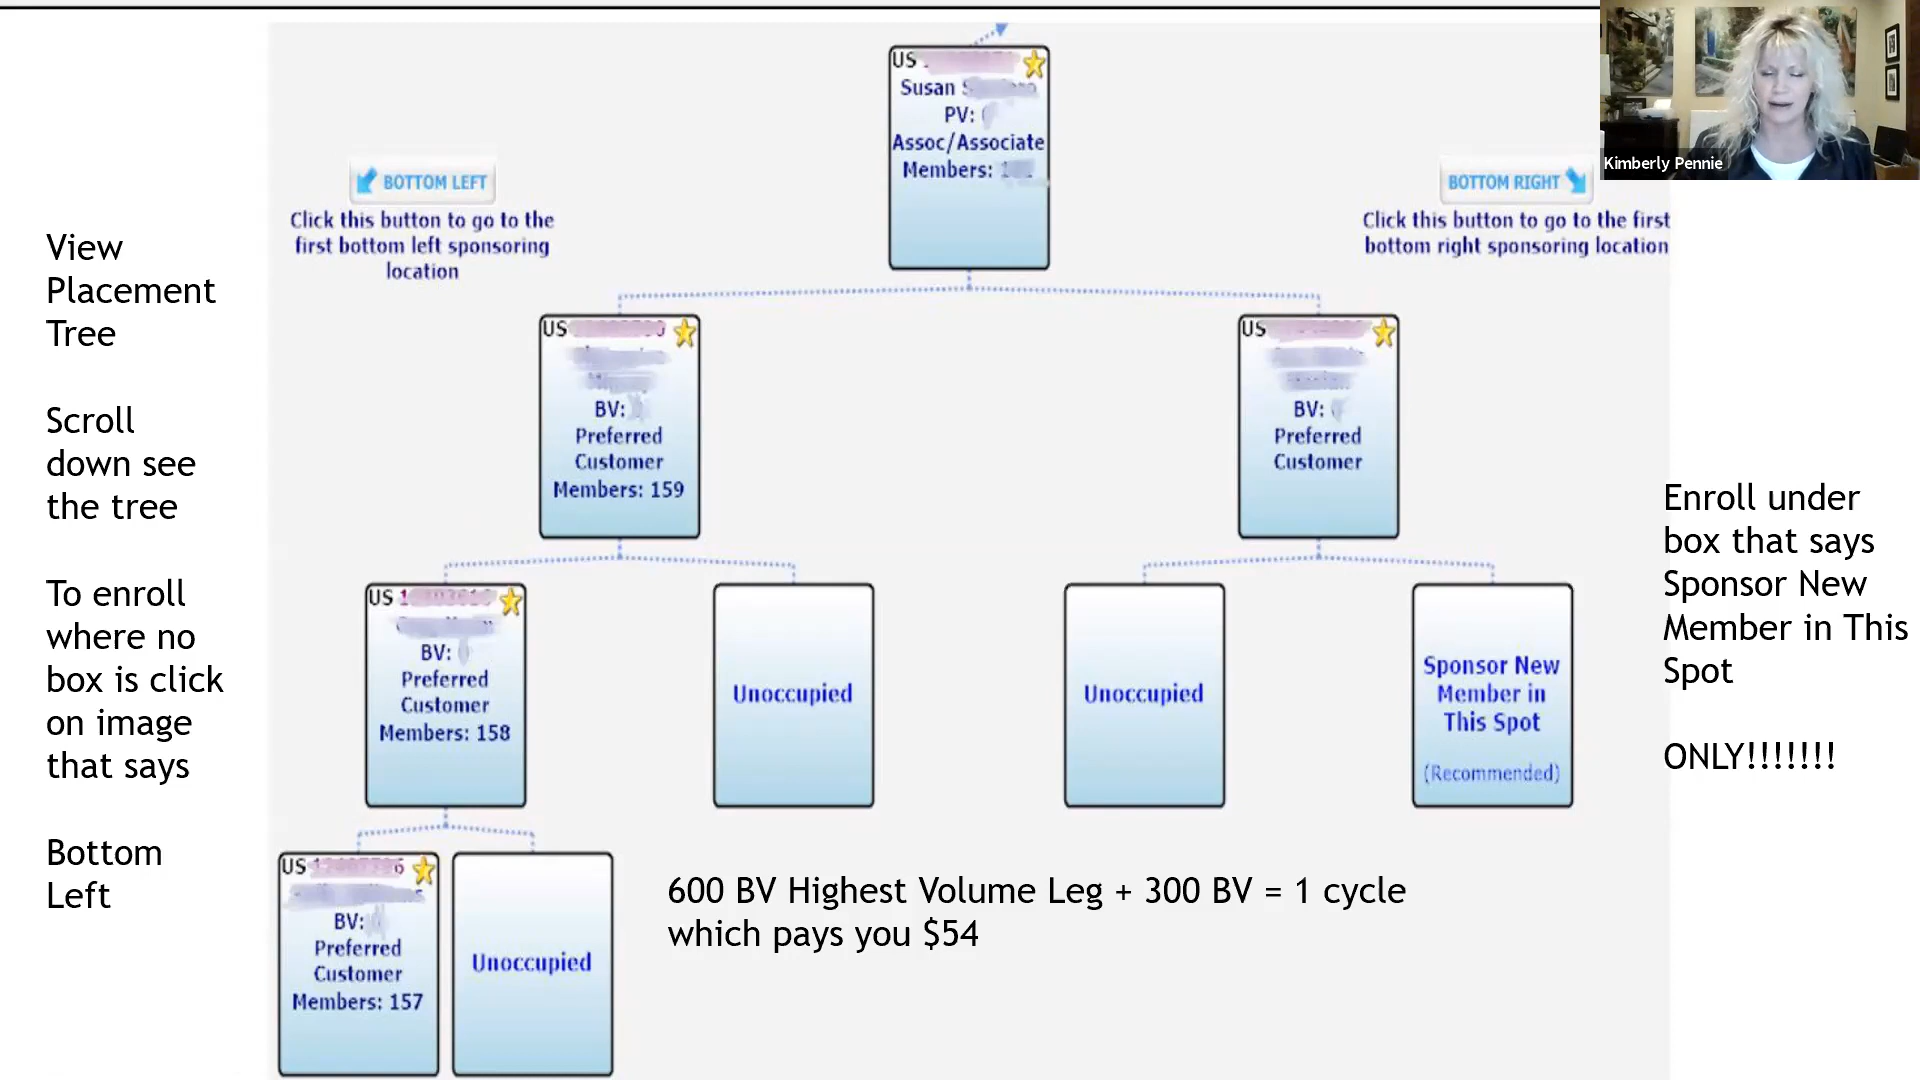 US
Susan
PV:
Assoc/Associate
Members:
Kimberly Pennie
BOTTOM LEFT
Click this button to go to the
first bottom left sponsoring
location
BOTTOM RIGHT
Click this button to go to the first
bottom right sponsoring location
View
Placement
Tree
Scroll
down see
the tree
To enroll
where no
box is click
on image
that says
Bottom
Left
US
BV:
Preferred
Customer
Members: 159
US
BV:
Preferred
Customer
US
BV:
Preferred
Customer
Members: 158
Unoccupied
Unoccupied
Sponsor New
Member in
This Spot
(Recommended)
Enroll under
box that says
Sponsor New
Member in This
Spot
ONLY!!!!!!!
US
BV:
Preferred
Customer
Members: 157
Unoccupied
600 BV Highest Volume Leg + 300 BV = 1 cycle
which pays you $54